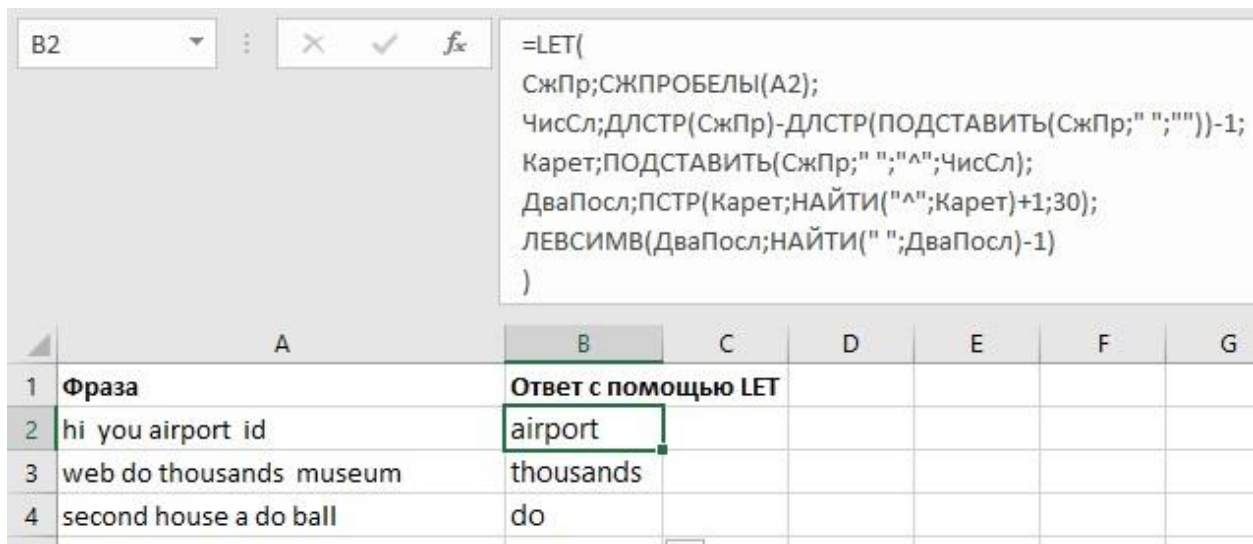 B2 fx =LET(
СжПр;СЖПРОБЕЛЫ(A2);
ЧисСл;ДЛСТР(СжПр)-ДЛСТР(ПОДСТАВИТЬ(СжПр;" ";""))-1;
Карет;ПОДСТАВИТЬ(СжПр;" ";"^";ЧисСл);
ДваПосл;ПСТР(Карет;НАЙТИ("^";Карет)+1;30);
ЛЕВСИМВ(ДваПосл;НАЙТИ(" ";ДваПосл)-1)
)
A B C D E F G
1 Фраза Ответ с помощью LET
2 hi  you airport  id airport
3 web do thousands  museum thousands
4 second house a do ball do